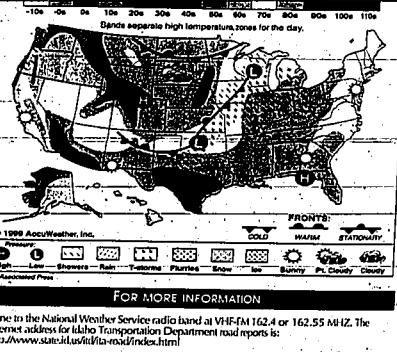 -10s -0s 0s 10s 20s 30s 40s 50s 60s 70s 80s 90s 100s 110s
Bands separate high temperature zones for the day.
L
L
H
© 1999 AccuWeather, Inc.
FRONTS:
COLD WARM STATIONARY
Pressure:
L
High Low Showers Rain T-storms Flurries Snow Ice Sunny Pt. Cloudy Cloudy
Associated Press
FOR MORE INFORMATION
ne to the National Weather Service radio band at VHF-FM 162.4 or 162.55 MHZ. The
ernet address for Idaho Transportation Department road reports is:
p://www.state.id.us/itd/ita-road/index.html